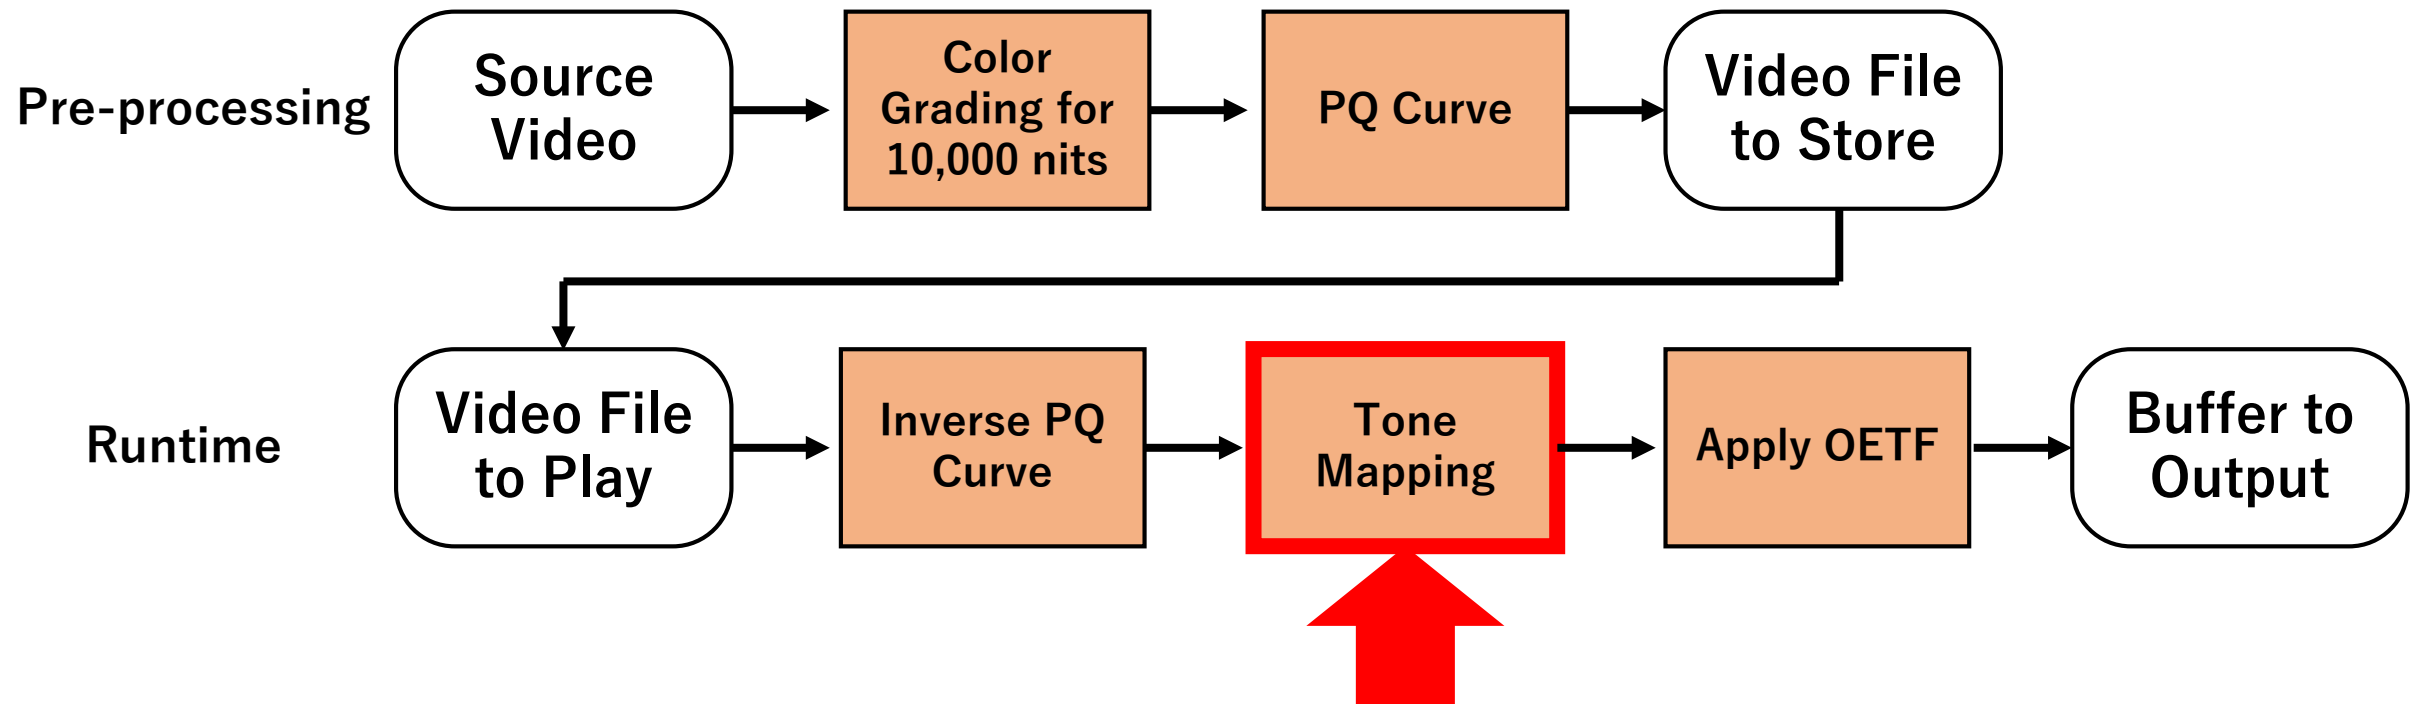 Pre-processing
Source
Video
Color
Grading for
10,000 nits
PQ Curve
Video File
to Store
Runtime
Video File
to Play
Inverse PQ
Curve
Tone
Mapping
Apply OETF
Buffer to
Output